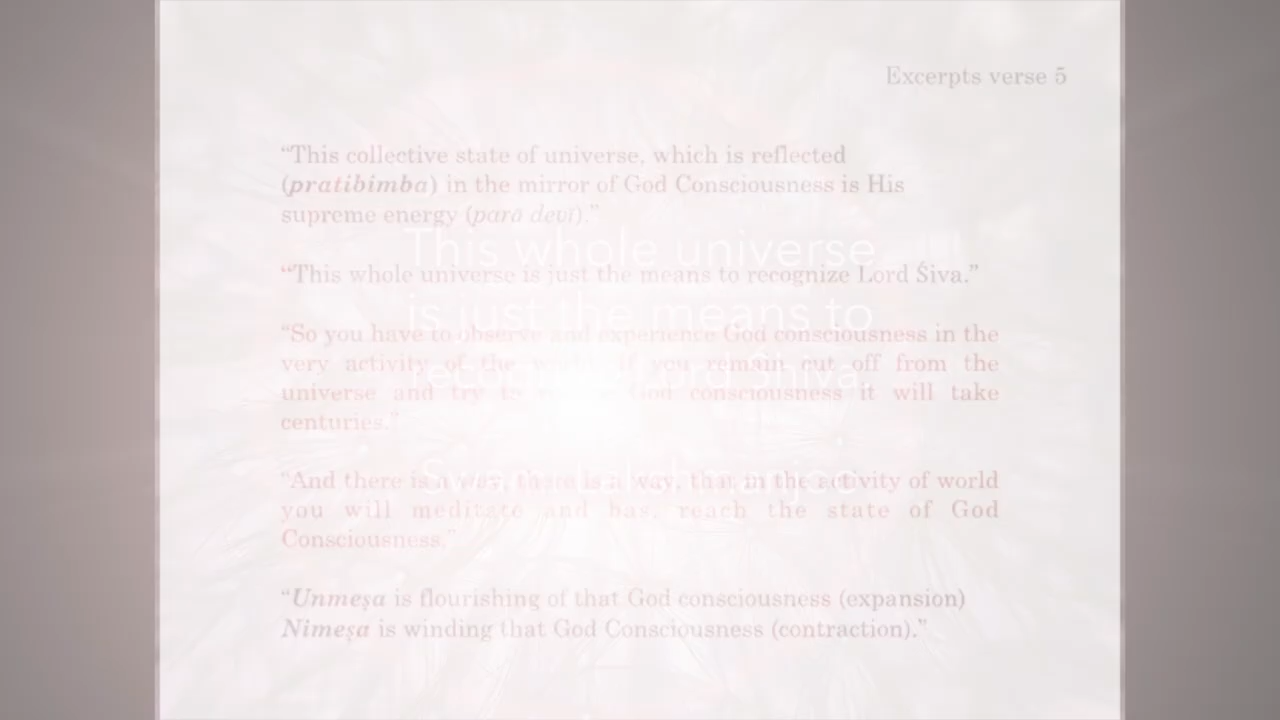 Excerpts verse 5
“This collective state of universe, which is reflected
(pratibimba) in the mirror of God Consciousness is His
supreme energy (parā devī).”
“This whole universe is just the means to recognize Lord Śiva.”
“So you have to observe and experience God consciousness in the
very activity of the world. If you remain cut off from the
universe and try to God consciousness it will take
centuries.”
“And there is a way, there is a way, that in the activity of world
you will meditate and reach the state of God
Consciousness.”
“Unmeṣa is flourishing of that God consciousness (expansion)
Nimeṣa is winding that God Consciousness (contraction).”
This whole universe
is just the means to
recognize Lord Shiva
Swami Lakshmanjoo